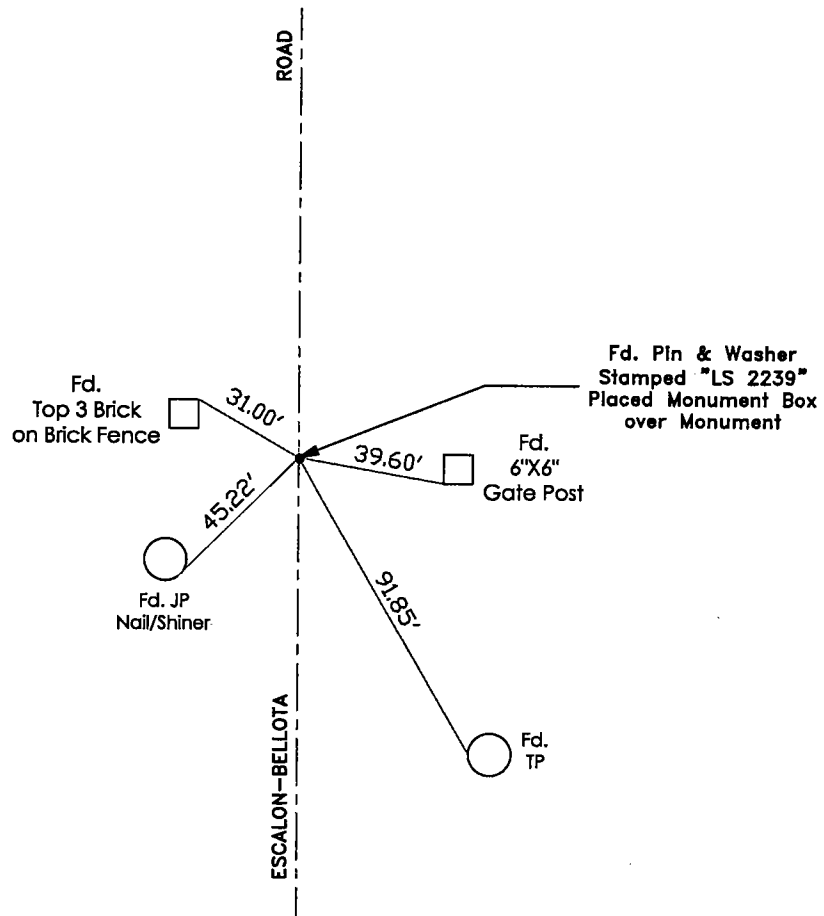 ROAD
Fd. Pin & Washer
Stamped "LS 2239"
Placed Monument Box
over Monument
Fd.
Top 3 Brick
on Brick Fence
31.00'
39.60'
Fd.
6"X6"
Gate Post
45.22'
Fd. JP
Nail/Shiner
91.85'
Fd.
TP
ESCALON-BELLOTA